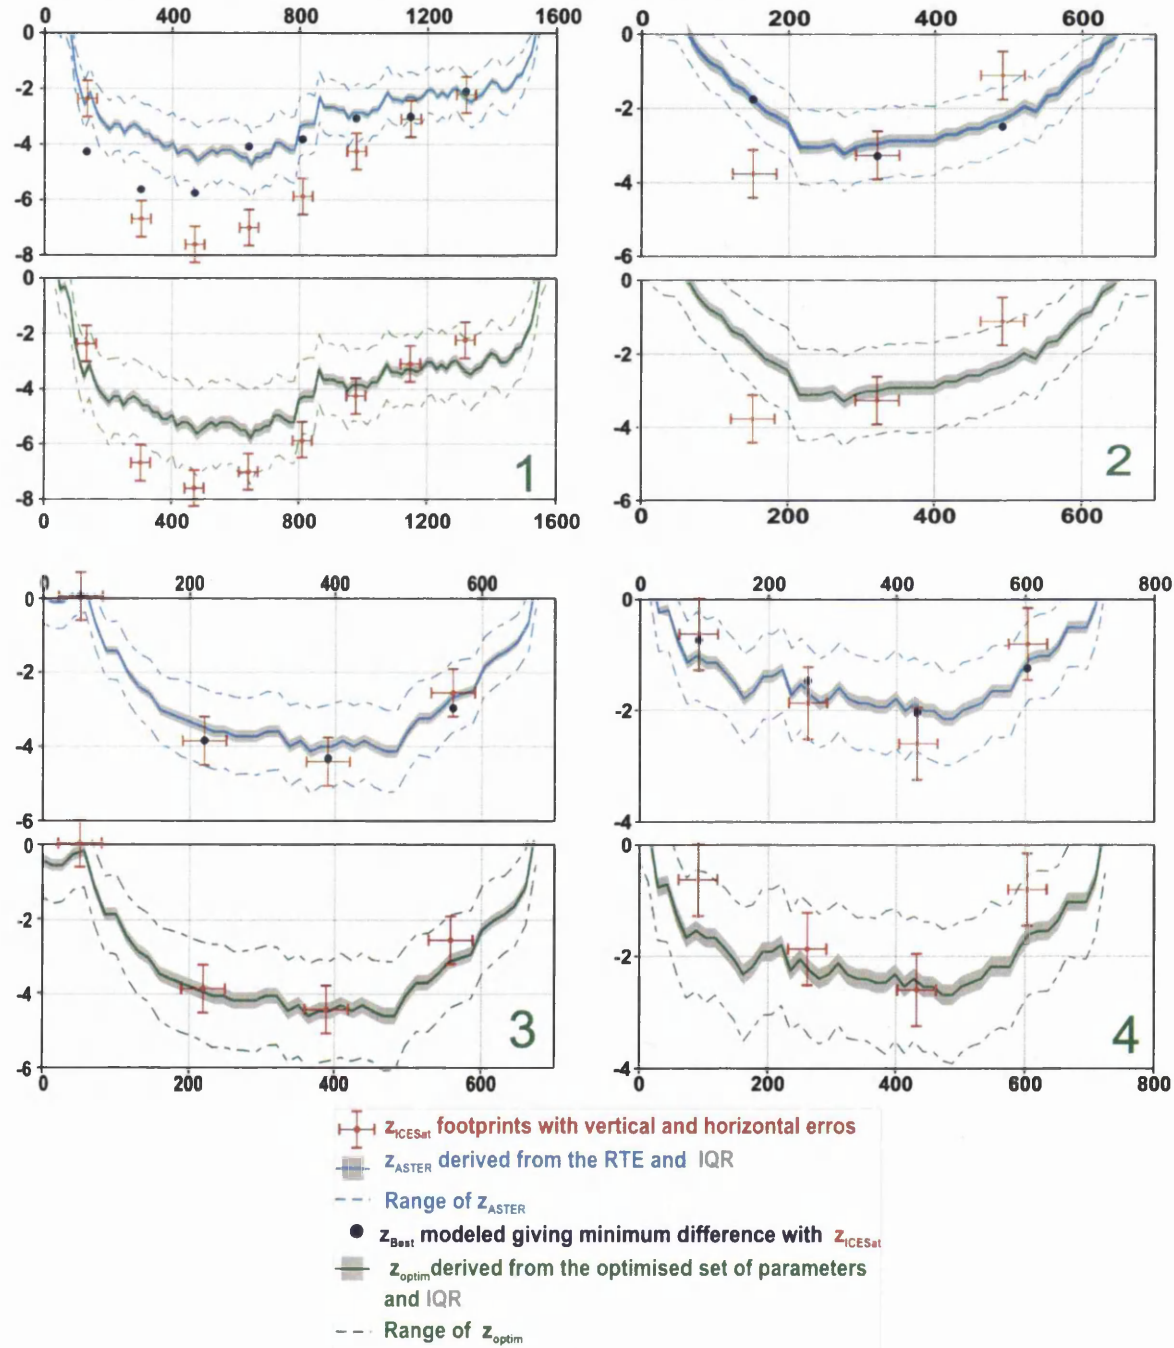 0 400 800 1200 1600
0 200 400 600
0
-2
-4
-6
-8
0
-2
-4
-6
0
-2
-4
-6
-8
1
0
-2
-4
-6
2
0 400 800 1200 1600
0 200 400 600
0 200 400 600
0 200 400 600 800
0
-2
-4
-6
0
-2
-4
0
-2
-4
-6
3
0
-2
-4
4
0 200 400 600
0 200 400 600 800
zICESat footprints with vertical and horizontal erros
zASTER derived from the RTE and IQR
Range of zASTER
zBest modeled giving minimum difference with zICESat
zoptim derived from the optimised set of parameters
and IQR
Range of zoptim